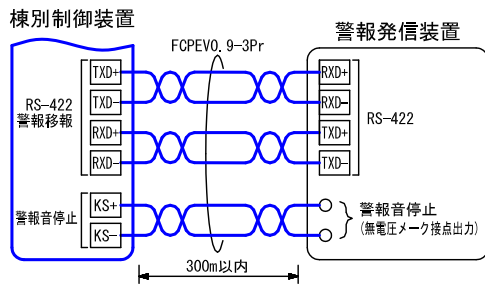 棟別制御装置
警報発信装置
FCPEV0.9-3Pr
RS-422
警報移報
TXD+
TXD-
RXD+
RXD-
RXD+
RXD-
TXD+
TXD-
RS-422
警報音停止
KS+
KS-
警報音停止
(無電圧メーク接点出力)
300m以内